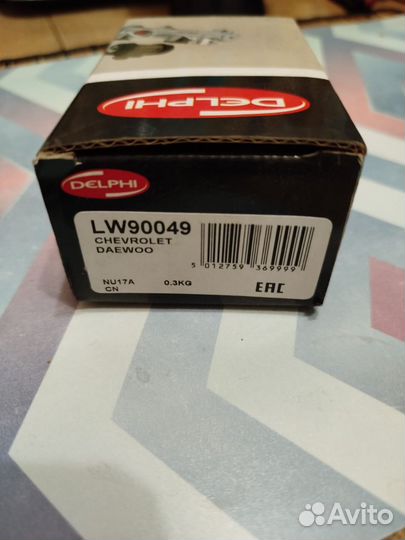 DELPHI
DELPHI
LW90049
CHEVROLET
DAEWOO
5 012759 369999
NU17A 0.3KG
CN
EAC
Avito